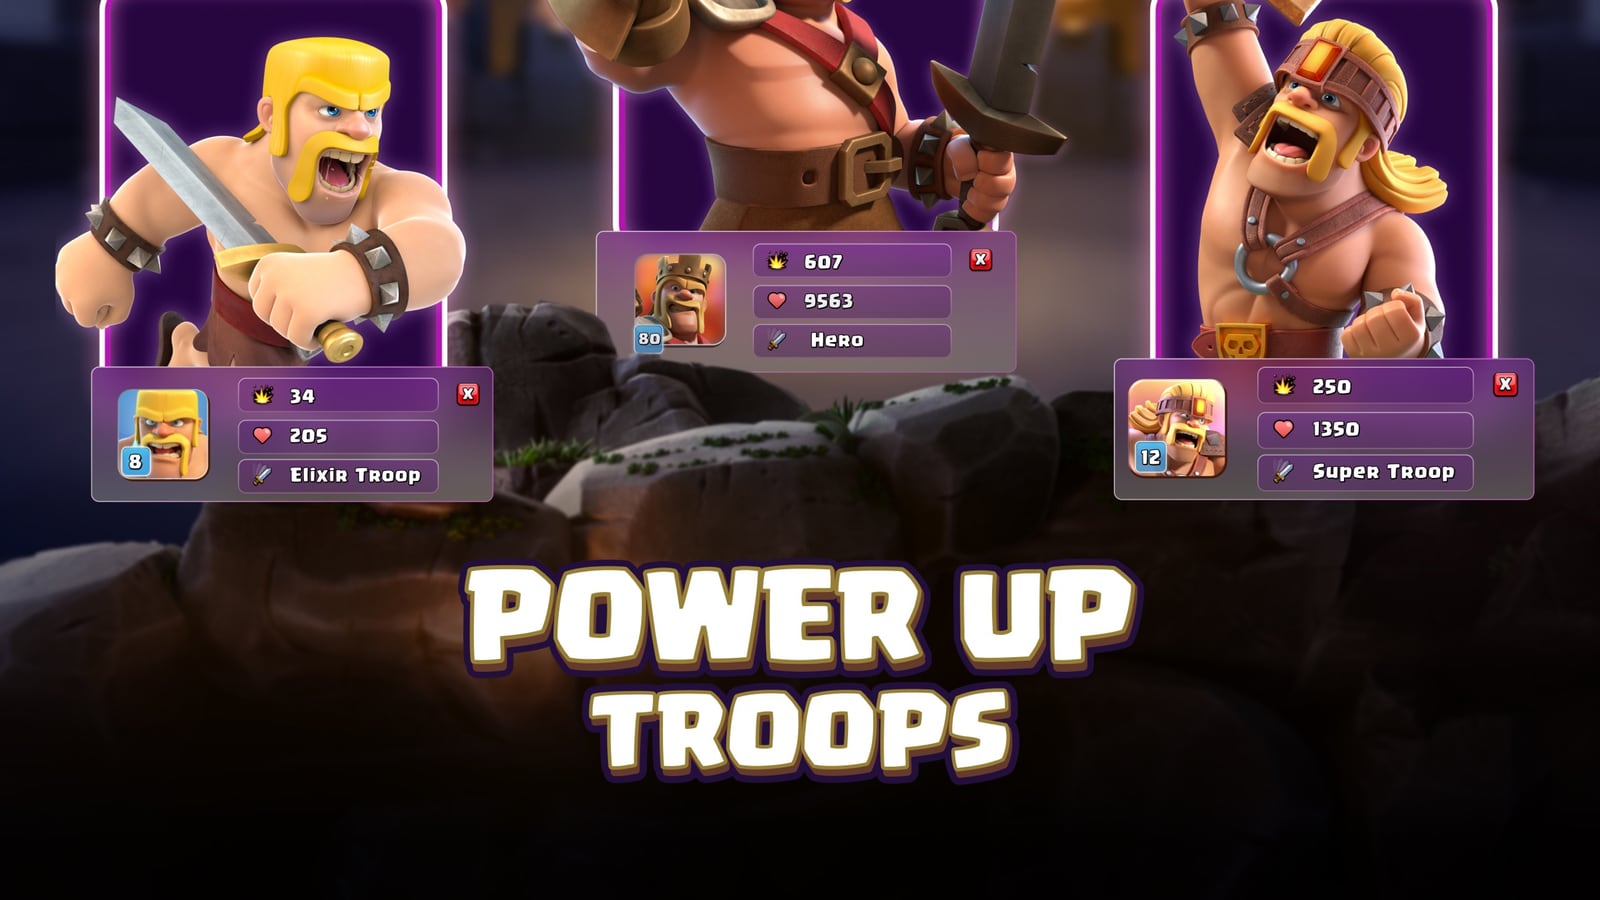 34
205
Elixir Troop
8
X
607
9563
Hero
80
X
250
1350
Super Troop
12
X
POWER UP
TROOPS